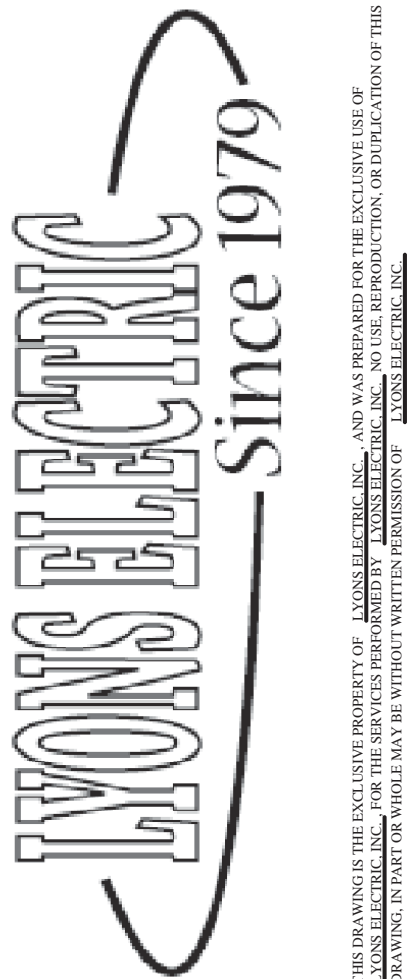 LYONS ELECTRIC
Since 1979
THIS DRAWING IS THE EXCLUSIVE PROPERTY OF LYONS ELECTRIC, INC. , AND WAS PREPARED FOR THE EXCLUSIVE USE OF
LYONS ELECTRIC, INC. , FOR THE SERVICES PERFORMED BY LYONS ELECTRIC, INC. NO USE, REPRODUCTION, OR DUPLICATION OF THIS
DRAWING, IN PART OR WHOLE MAY BE WITHOUT WRITTEN PERMISSION OF LYONS ELECTRIC, INC.